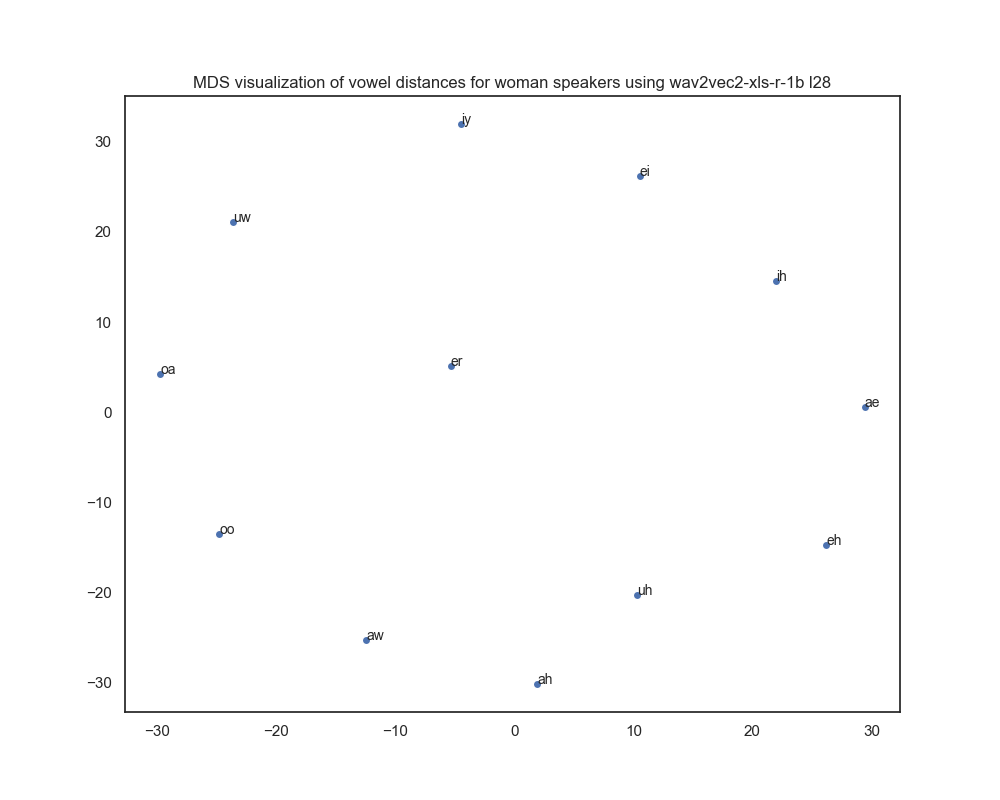 MDS visualization of vowel distances for woman speakers using wav2vec2-xls-r-1b l28
30
20
10
0
−10
−20
−30
iy
ei
uw
ih
er
oa
ae
oo
eh
uh
aw
ah
−30 −20 −10 0 10 20 30